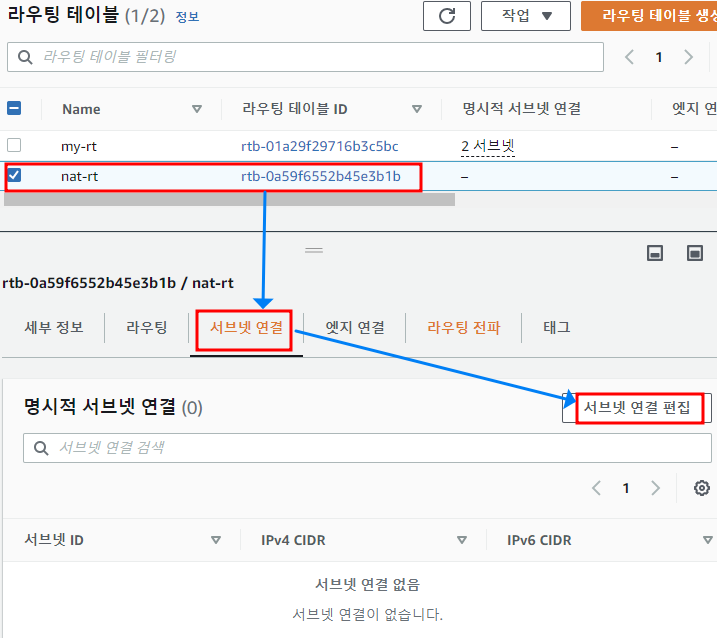 라우팅 테이블 (1/2) 정보 작업 라우팅 테이블 생성
라우팅 테이블 필터링 1
Name 라우팅 테이블 ID 명시적 서브넷 연결 엣지 연
my-rt rtb-01a29f29716b3c5bc 2 서브넷 –
nat-rt rtb-0a59f6552b45e3b1b – –
rtb-0a59f6552b45e3b1b / nat-rt
세부 정보 라우팅 서브넷 연결 엣지 연결 라우팅 전파 태그
명시적 서브넷 연결 (0) 서브넷 연결 편집
서브넷 연결 검색
1
서브넷 ID IPv4 CIDR IPv6 CIDR
서브넷 연결 없음
서브넷 연결이 없습니다.